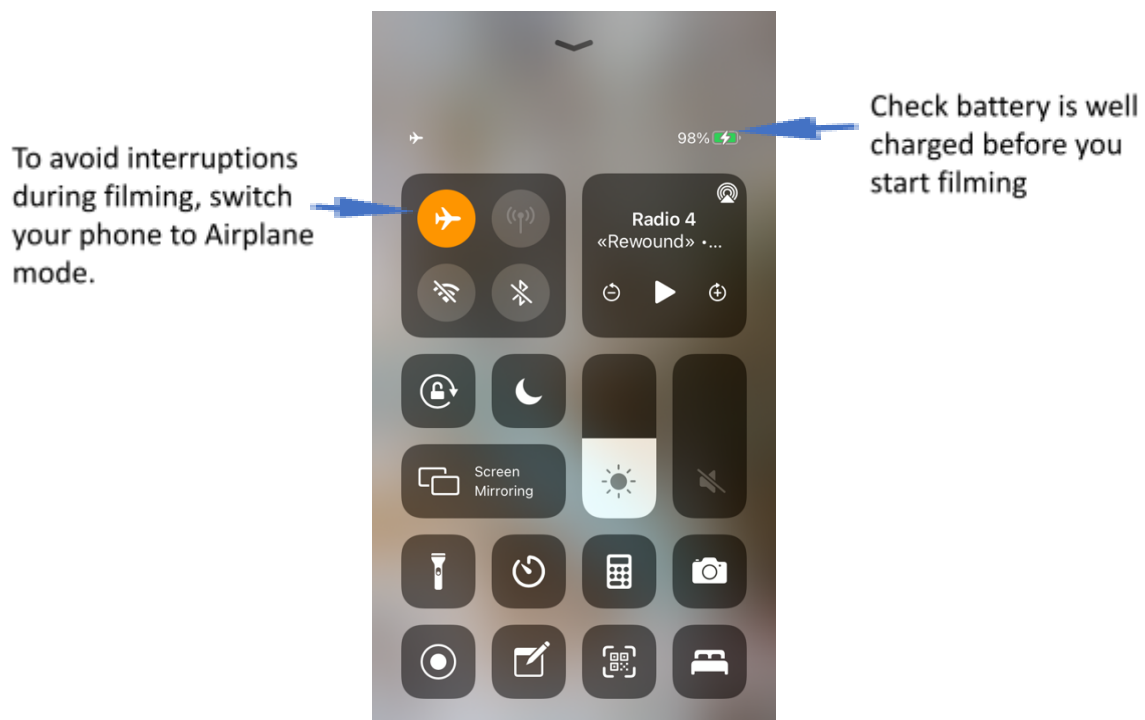 To avoid interruptions
during filming, switch
your phone to Airplane
mode.
98%
Check battery is well
charged before you
start filming
Radio 4
«Rewound» •...
Screen
Mirroring